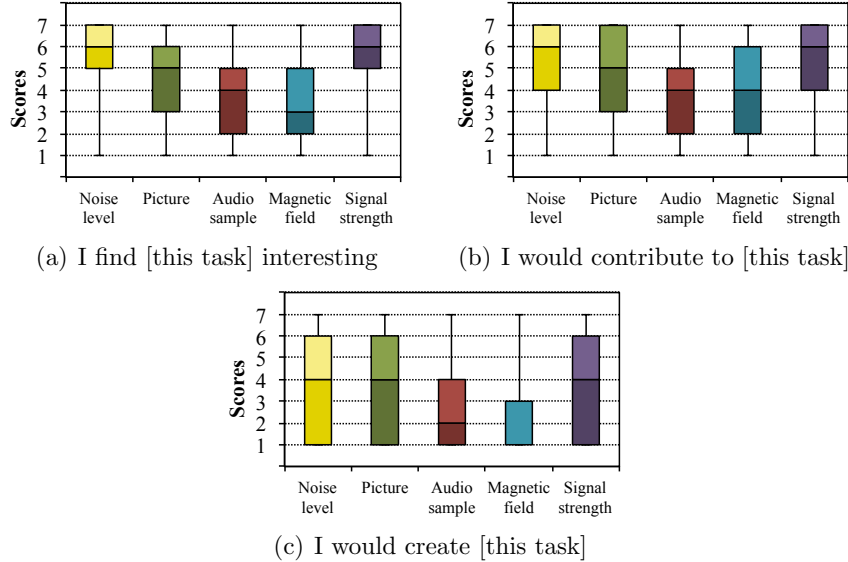 Scores
7
6
5
4
3
2
1
Noise level
Picture
Audio sample
Magnetic field
Signal strength
(a) I find [this task] interesting
Scores
7
6
5
4
3
2
1
Noise level
Picture
Audio sample
Magnetic field
Signal strength
(b) I would contribute to [this task]
Scores
7
6
5
4
3
2
1
Noise level
Picture
Audio sample
Magnetic field
Signal strength
(c) I would create [this task]